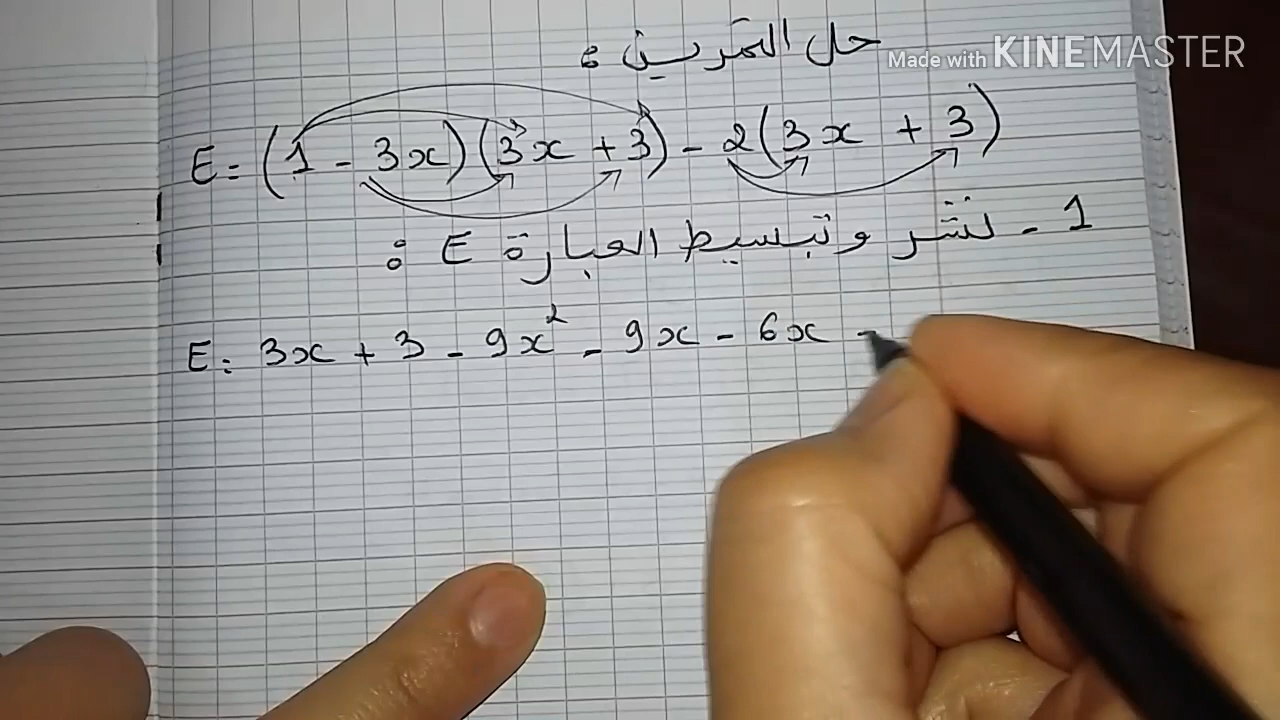 حل التمرين :
Made with KINEMASTER
E = (1 - 3x)(3x + 3) - 2(3x + 3)
1 - نشر وتبسيط العبارة E :
E = 3x + 3 - 9x² - 9x - 6x -